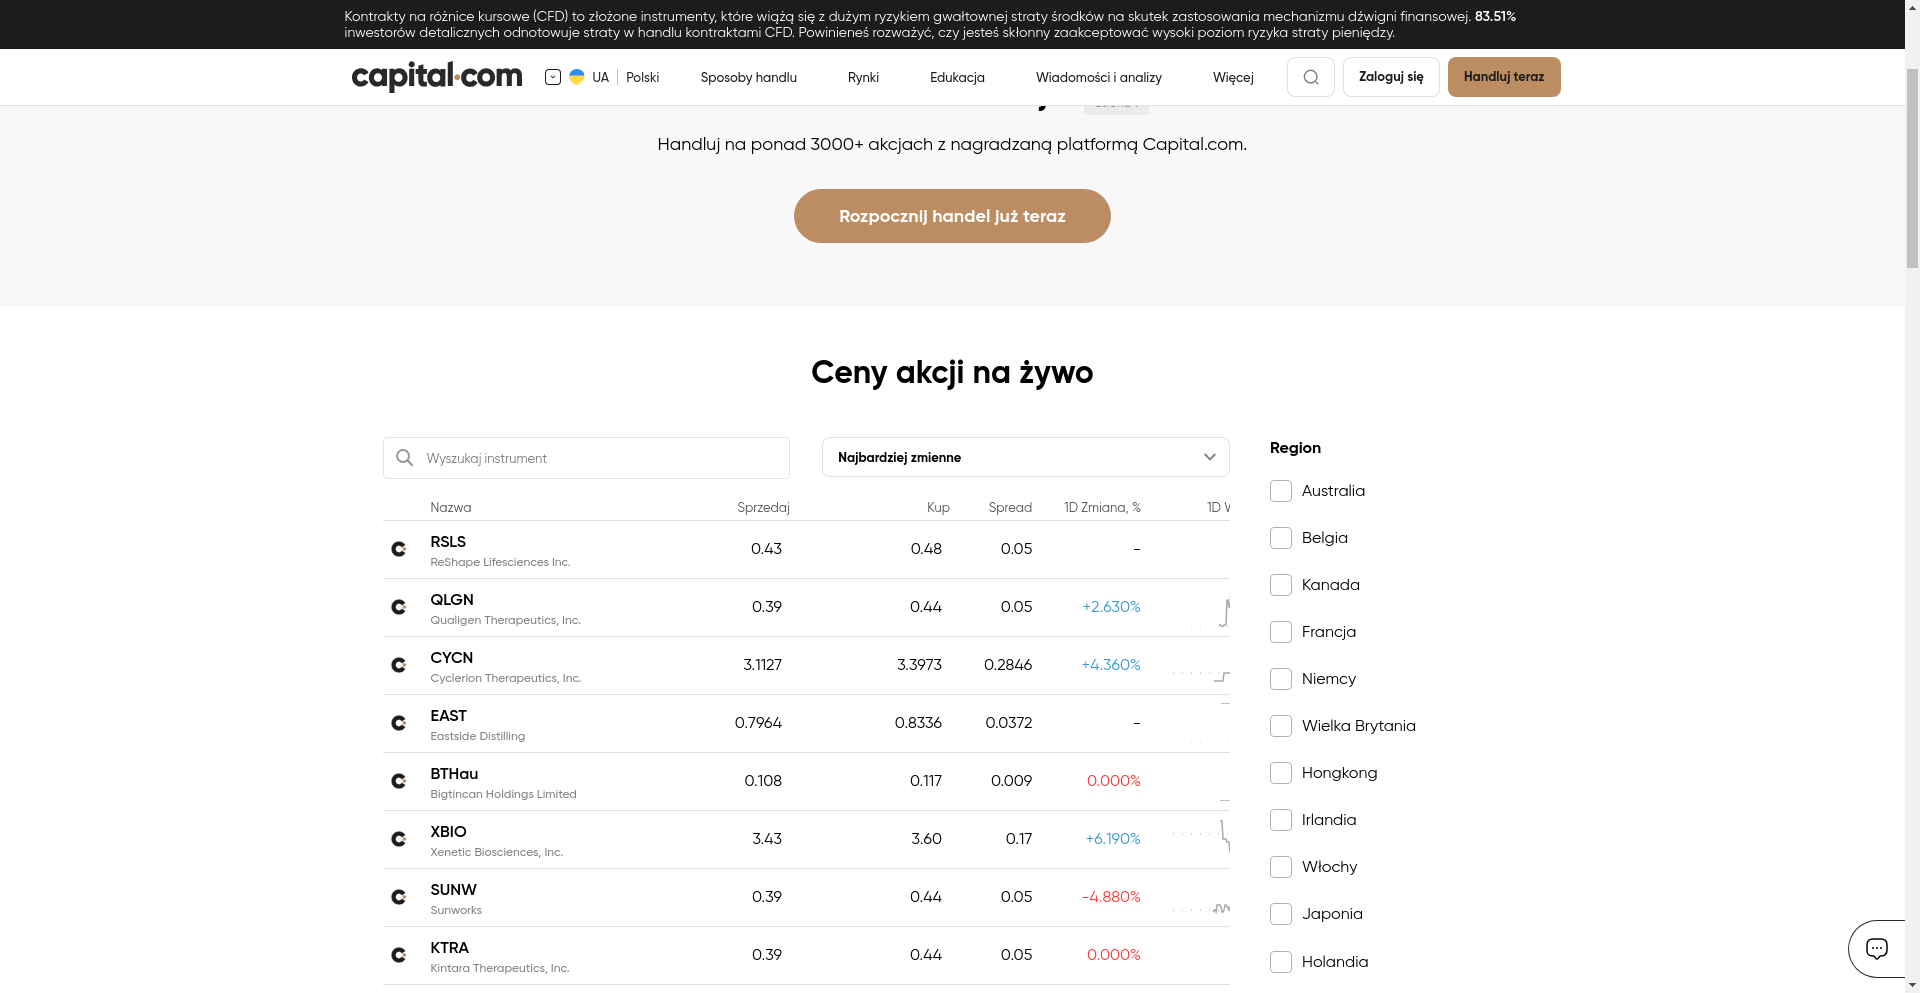 Kontrakty na różnice kursowe (CFD) to złożone instrumenty, które wiążą się z dużym ryzykiem gwałtownej straty środków na skutek zastosowania mechanizmu dźwigni finansowej. 83.51%
inwestorów detalicznych odnotowuje straty w handlu kontraktami CFD. Powinieneś rozważyć, czy jesteś skłonny zaakceptować wysoki poziom ryzyka straty pieniędzy.
capital.com UA Polski Sposoby handlu Rynki Edukacja Wiadomości i analizy Więcej Zaloguj się Handluj teraz
Handluj na ponad 3000+ akcjach z nagradzaną platformą Capital.com.
Rozpocznij handel już teraz
Ceny akcji na żywo
Wyszukaj instrument
Najbardziej zmienne
Nazwa Sprzedaj Kup Spread 1D Zmiana, % 1D
RSLS 0.43 0.48 0.05 -
ReShape Lifesciences Inc.
QLGN 0.39 0.44 0.05 +2.630%
Qualigen Therapeutics, Inc.
CYCN 3.1127 3.3973 0.2846 +4.360%
Cyclerion Therapeutics, Inc.
EAST 0.7964 0.8336 0.0372 -
Eastside Distilling
BTHau 0.108 0.117 0.009 0.000%
Bigtincan Holdings Limited
XBIO 3.43 3.60 0.17 +6.190%
Xenetic Biosciences, Inc.
SUNW 0.39 0.44 0.05 -4.880%
Sunworks
KTRA 0.39 0.44 0.05 0.000%
Kintara Therapeutics, Inc.
Region
Australia
Belgia
Kanada
Francja
Niemcy
Wielka Brytania
Hongkong
Irlandia
Włochy
Japonia
Holandia